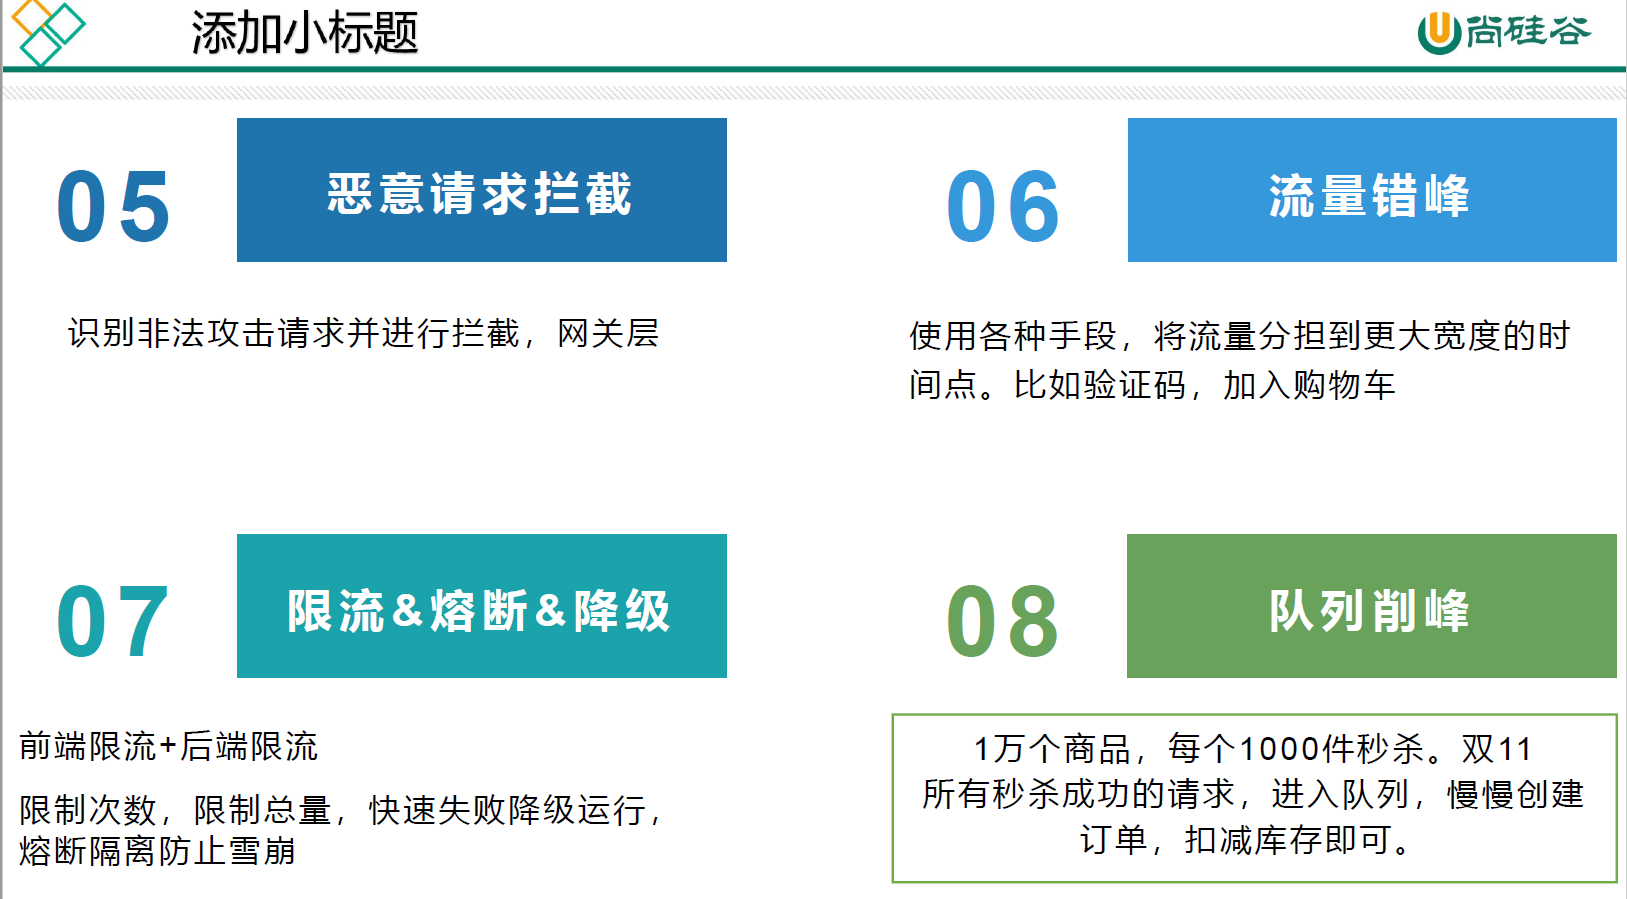 添加小标题
尚硅谷
05
恶意请求拦截
06
流量错峰
识别非法攻击请求并进行拦截，网关层
使用各种手段，将流量分担到更大宽度的时
间点。比如验证码，加入购物车
07
限流&熔断&降级
08
队列削峰
前端限流+后端限流
限制次数，限制总量，快速失败降级运行，
熔断隔离防止雪崩
1万个商品，每个1000件秒杀。双11
所有秒杀成功的请求，进入队列，慢慢创建
订单，扣减库存即可。